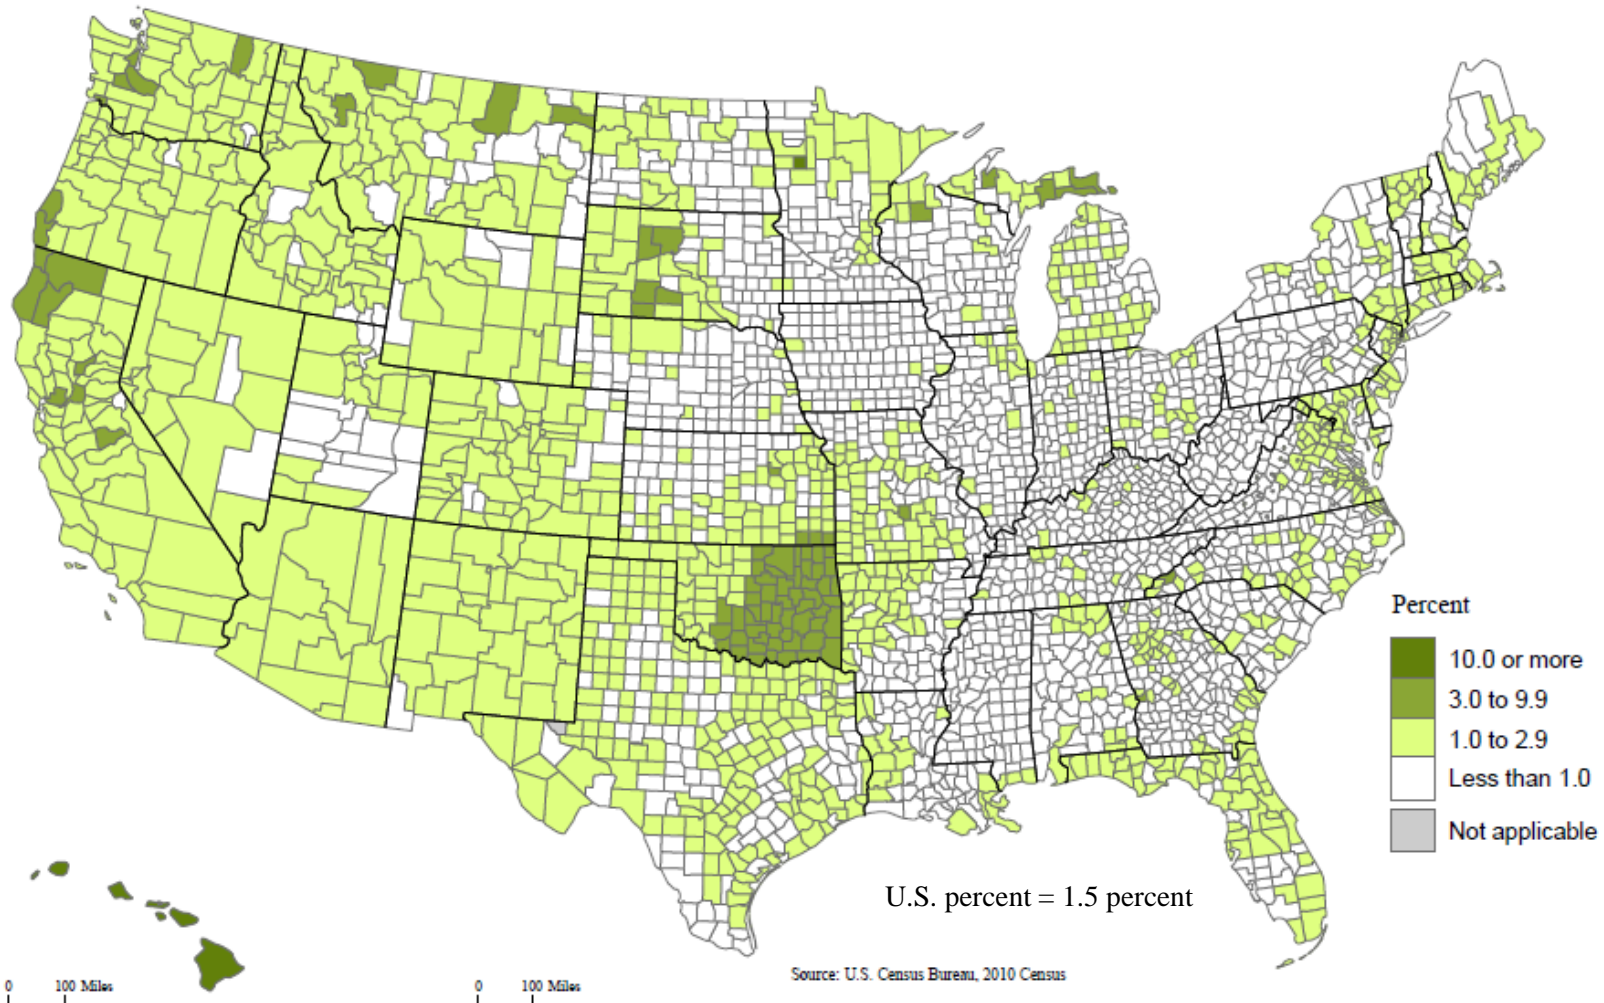 Percent
10.0 or more
3.0 to 9.9
1.0 to 2.9
Less than 1.0
Not applicable
U.S. percent = 1.5 percent
Source: U.S. Census Bureau, 2010 Census
0 100 Miles
0 100 Miles